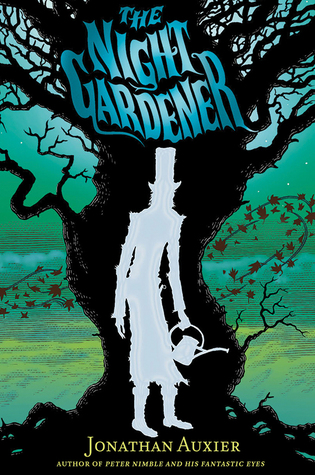 THE
NIGHT
GARDENER
JONATHAN AUXIER
AUTHOR OF PETER NIMBLE AND HIS FANTASTIC EYES